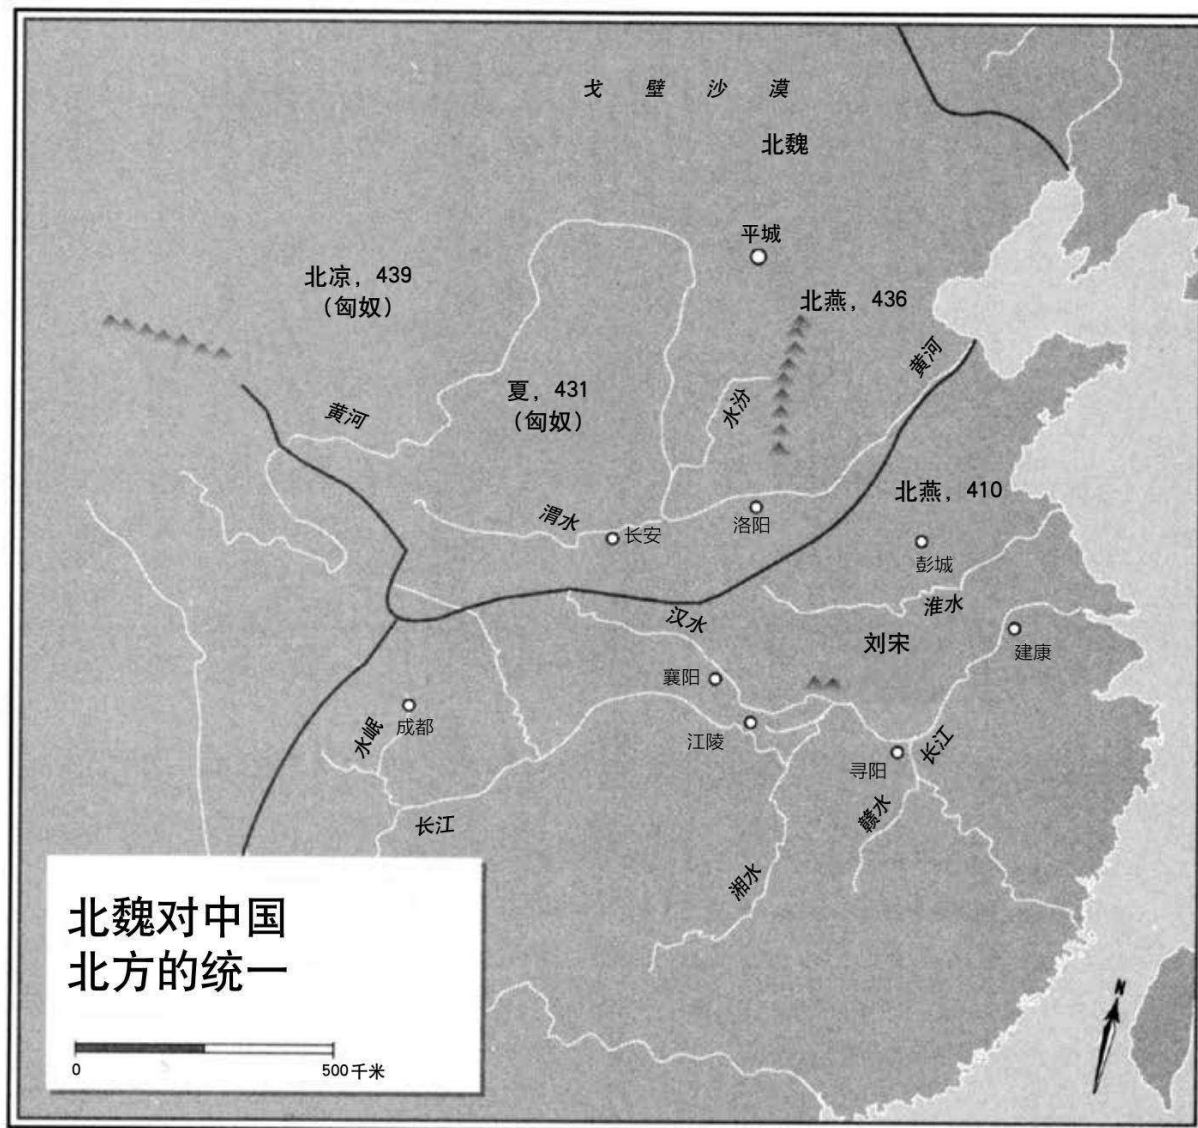 戈壁沙漠
北魏
平城
北凉，439
（匈奴）
北燕，436
黄河
夏，431
（匈奴）
水汾
黄河
北燕，410
渭水
长安
洛阳
彭城
淮水
汉水
刘宋
建康
襄阳
水岷
成都
江陵
寻阳
长江
长江
赣水
湘水
北魏对中国
北方的统一
0
500千米
N